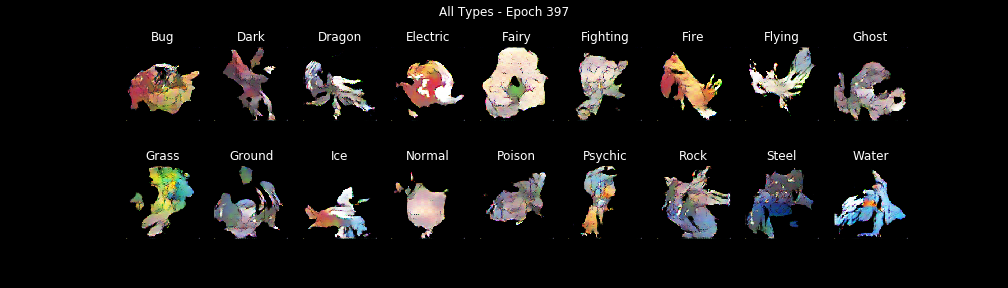 All Types - Epoch 397
Bug Dark Dragon Electric Fairy Fighting Fire Flying Ghost
Grass Ground Ice Normal Poison Psychic Rock Steel Water